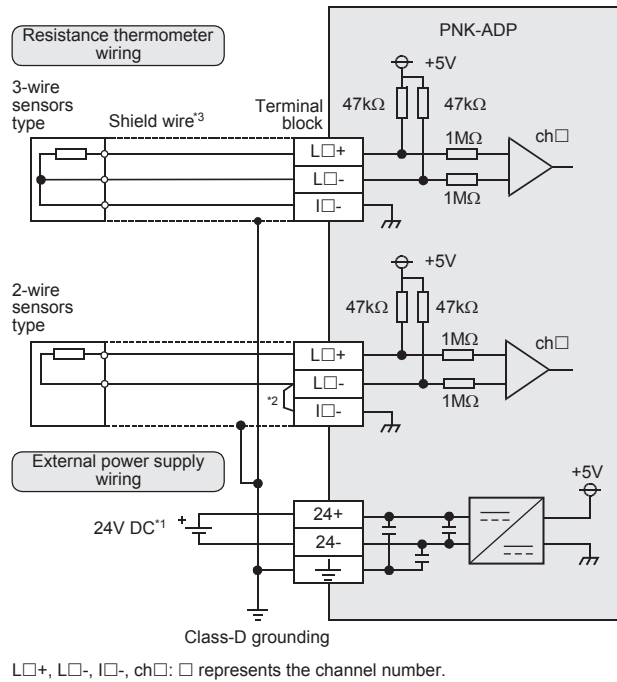 Resistance thermometer
wiring
PNK-ADP
+5V
3-wire
sensors
type
Shield wire*3
Terminal
block
47kΩ
47kΩ
1MΩ
ch□
L□+
L□-
I□-
1MΩ
+5V
2-wire
sensors
type
47kΩ
47kΩ
1MΩ
ch□
L□+
L□-
I□-
*2
1MΩ
External power supply
wiring
+5V
24V DC*1
+
24+
24-
Class-D grounding
L□+, L□-, I□-, ch□: □ represents the channel number.